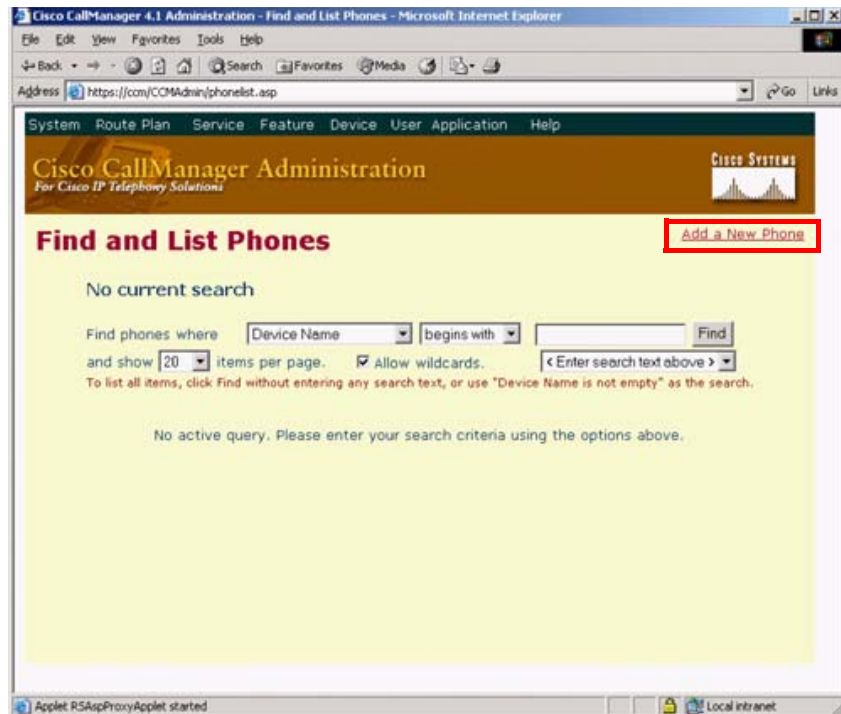 Cisco CallManager 4.1 Administration - Find and List Phones - Microsoft Internet Explorer
File Edit View Favorites Tools Help
Back Search Favorites Media
Address https://ccm/CCMAdmin/phonelist.asp Go Links
System Route Plan Service Feature Device User Application Help
Cisco CallManager Administration
For Cisco IP Telephony Solutions
CISCO SYSTEMS
Find and List Phones
Add a New Phone
No current search
Find phones where Device Name begins with Find
and show 20 items per page. Allow wildcards. < Enter search text above >
To list all items, click Find without entering any search text, or use "Device Name is not empty" as the search.
No active query. Please enter your search criteria using the options above.
Applet RSAspProxyApplet started Local intranet